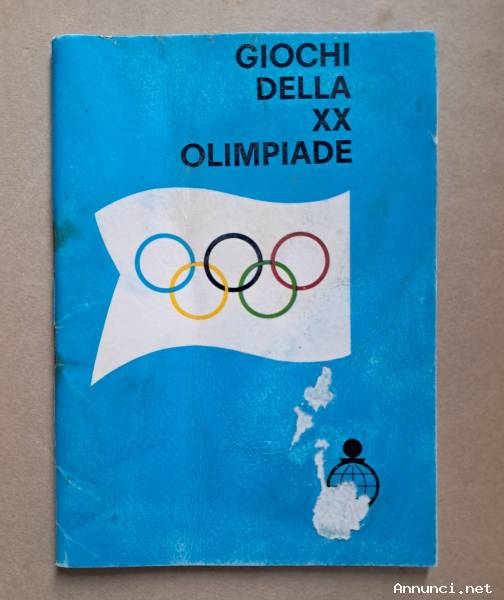 GIOCHI
DELLA
XX
OLIMPIADE
Annunci.net